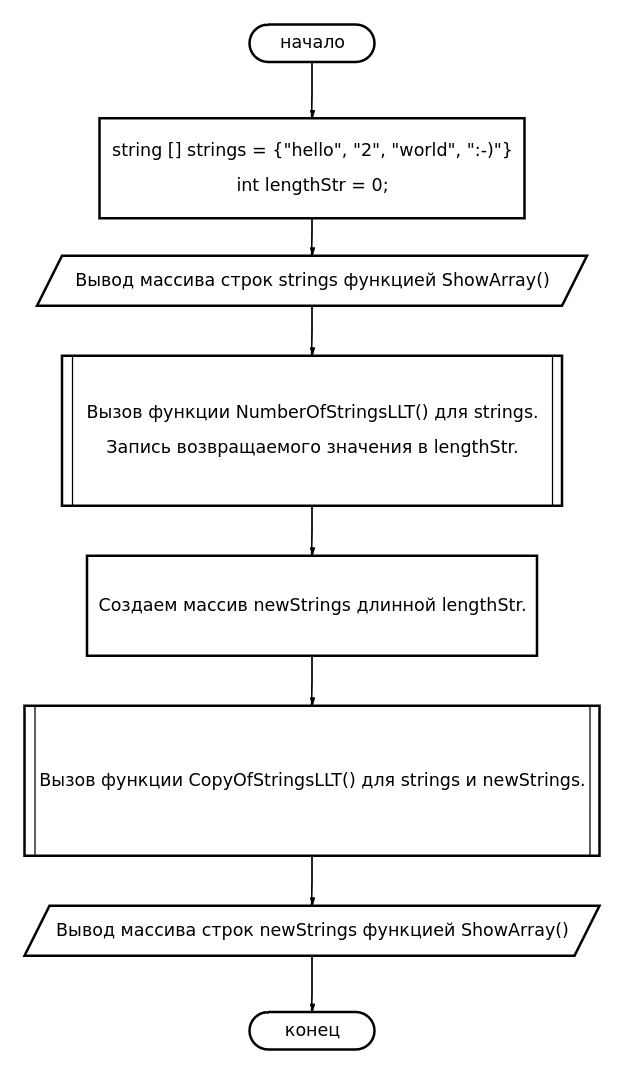 начало
string [] strings = {"hello", "2", "world", ":-)"}
int lengthStr = 0;
Вывод массива строк strings функцией ShowArray()
Вызов функции NumberOfStringsLLT() для strings.
Запись возвращаемого значения в lengthStr.
Создаем массив newStrings длинной lengthStr.
Вызов функции CopyOfStringsLLT() для strings и newStrings.
Вывод массива строк newStrings функцией ShowArray()
конец